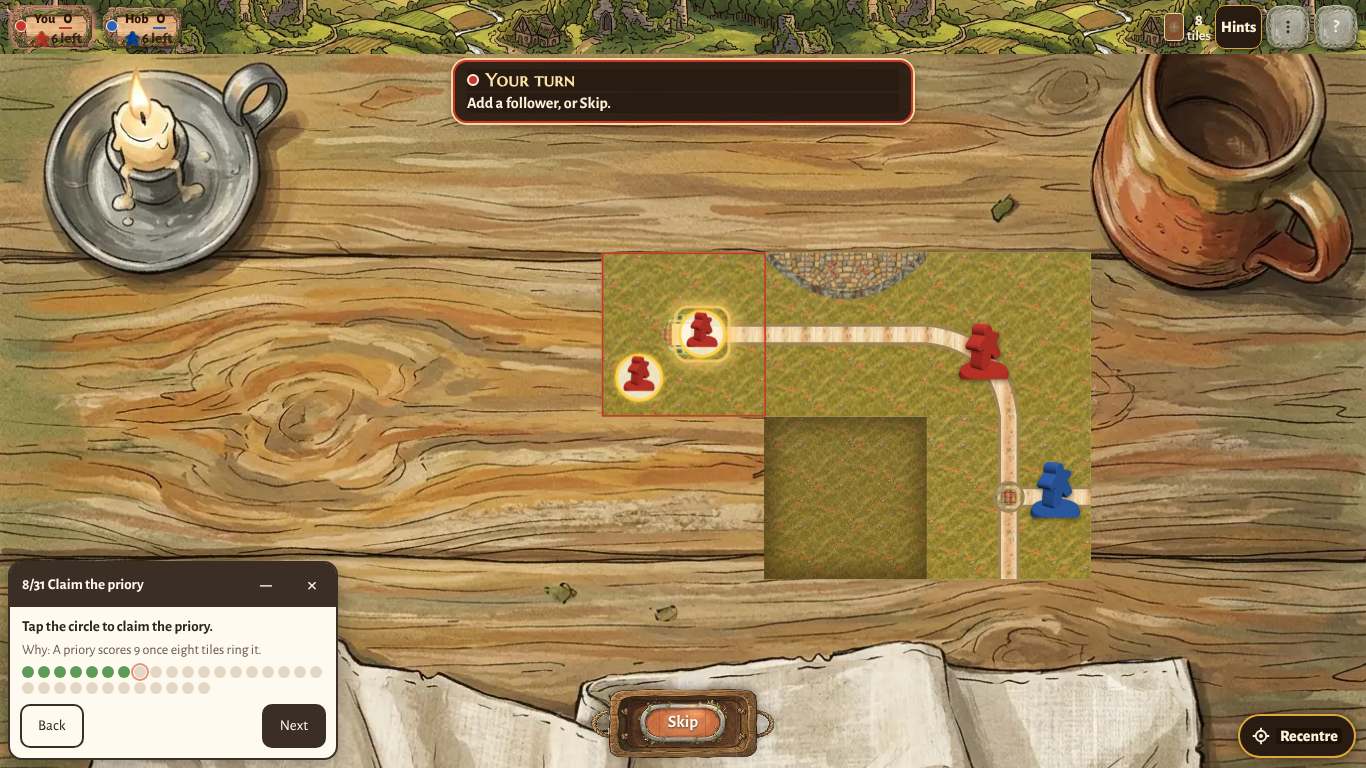 You 0
6 left
Hob 0
6 left
8 tiles
Hints
?
Your turn
Add a follower, or Skip.
8/31 Claim the priory
Tap the circle to claim the priory.
Why: A priory scores 9 once eight tiles ring it.
Back
Next
Skip
Recentre